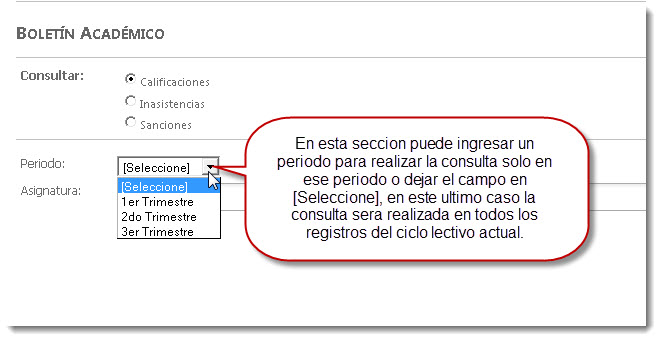 BOLETÍN ACADÉMICO
Consultar:
Calificaciones
Inasistencias
Sanciones
Periodo:
[Seleccione]
[Seleccione]
1er Trimestre
2do Trimestre
3er Trimestre
Asignatura:
En esta seccion puede ingresar un
periodo para realizar la consulta solo en
ese periodo o dejar el campo en
[Seleccione], en este ultimo caso la
consulta sera realizada en todos los
registros del ciclo lectivo actual.